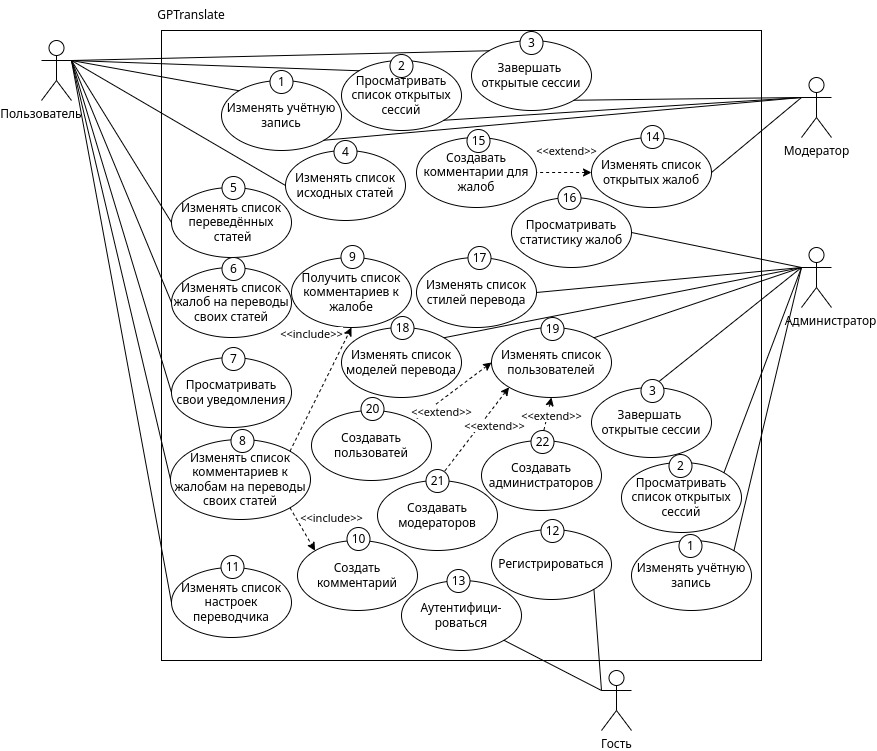 GPTranslate
Пользователь
Модератор
Администратор
Гость
1
Изменять учётную
запись
2
Просматривать
список открытых
сессий
3
Завершать
открытые сессии
4
Изменять список
исходных статей
15
Создавать
комментарии для
жалоб
<<extend>>
14
Изменять список
открытых жалоб
5
Изменять список
переведённых
статей
16
Просматривать
статистику жалоб
6
Изменять список
жалоб на переводы
своих статей
9
Получить список
комментариев к
жалобе
17
Изменять список
стилей перевода
<<include>>
18
Изменять список
моделей перевода
19
Изменять список
пользователей
7
Просматривать
свои уведомления
3
Завершать
открытые сессии
20
Создавать
пользоватей
<<extend>>
<<extend>>
<<extend>>
8
Изменять список
комментариев к
жалобам на переводы
своих статей
22
Создавать
администраторов
2
Просматривать
список открытых
сессий
21
Создавать
модераторов
<<include>>
10
Создать
комментарий
12
Регистрироваться
1
Изменять учётную
запись
11
Изменять список
настроек
переводчика
13
Аутентифици-
роваться